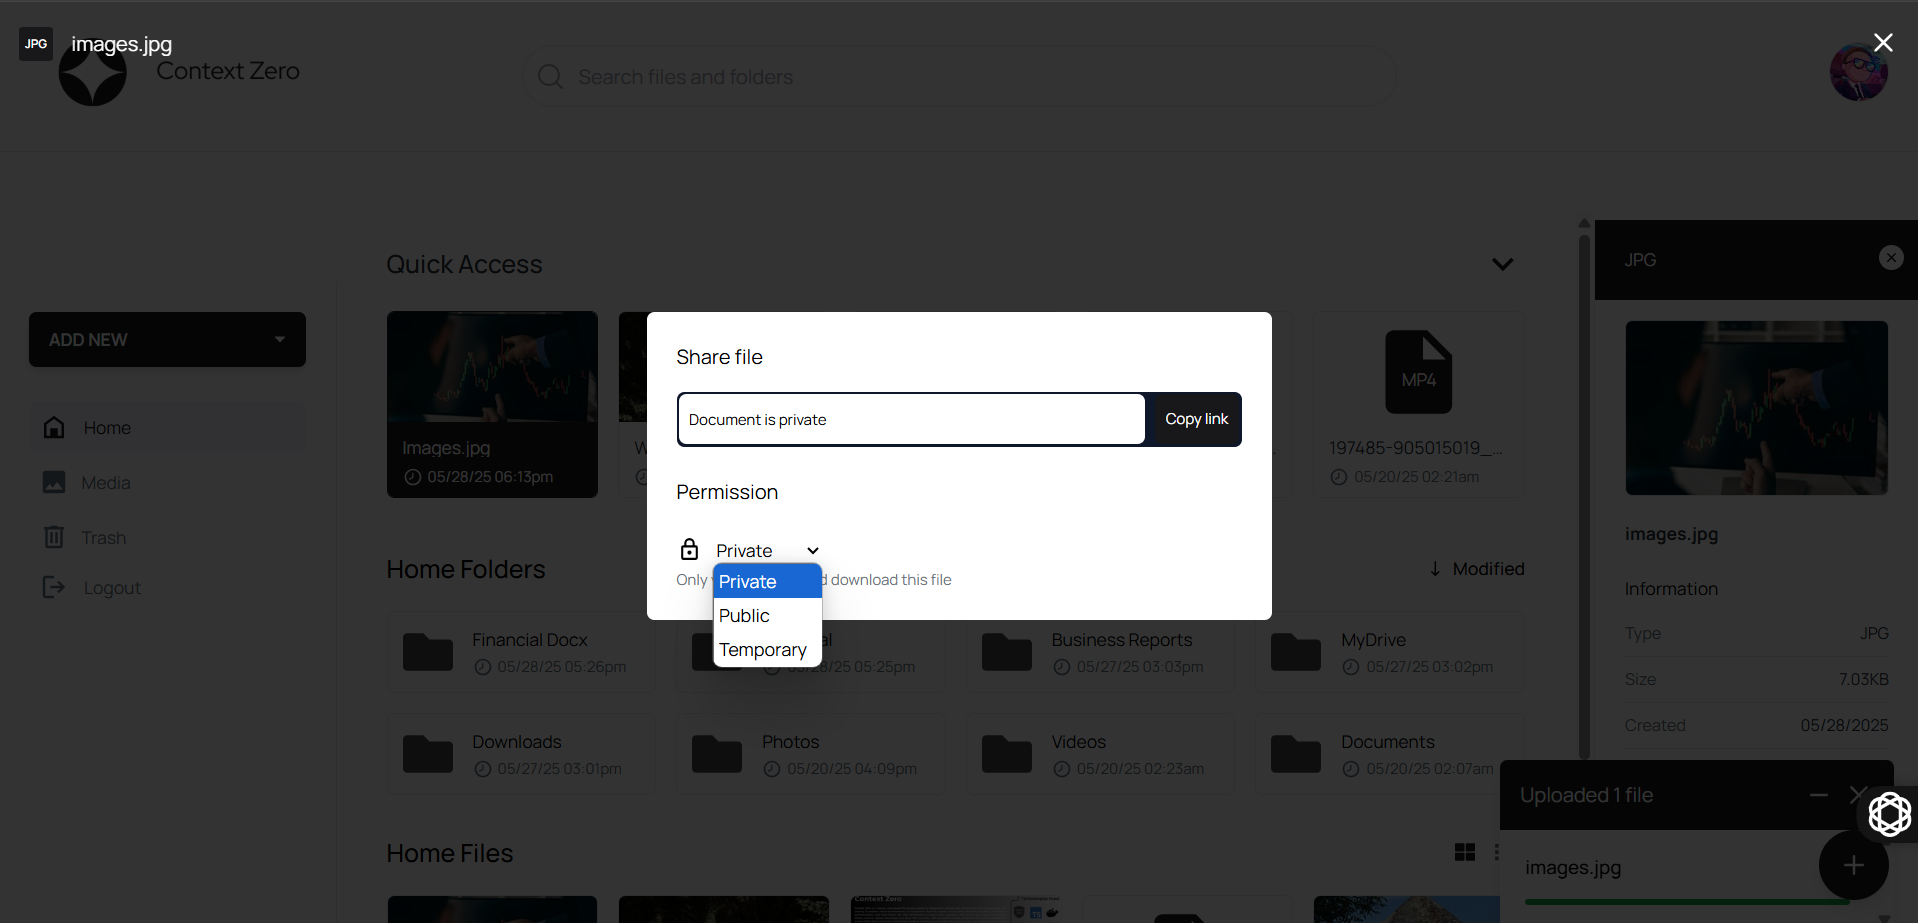 JPG images.jpg
Context Zero
Search files and folders
ADD NEW
Home
Media
Trash
Logout
Quick Access
Images.jpg
05/28/25 06:13pm
MP4
197485-905015019_...
05/20/25 02:21am
Share file
Document is private
Copy link
Permission
Private
Only
d download this file
Private
Public
Temporary
Home Folders
Modified
Financial Docx
05/28/25 05:26pm
05/28/25 05:25pm
Business Reports
05/27/25 03:03pm
MyDrive
05/27/25 03:02pm
Downloads
05/27/25 03:01pm
Photos
05/20/25 04:09pm
Videos
05/20/25 02:23am
Documents
05/20/25 02:07am
Home Files
Context Zero
JPG
images.jpg
Information
Type JPG
Size 7.03KB
Created 05/28/2025
Uploaded 1 file
images.jpg